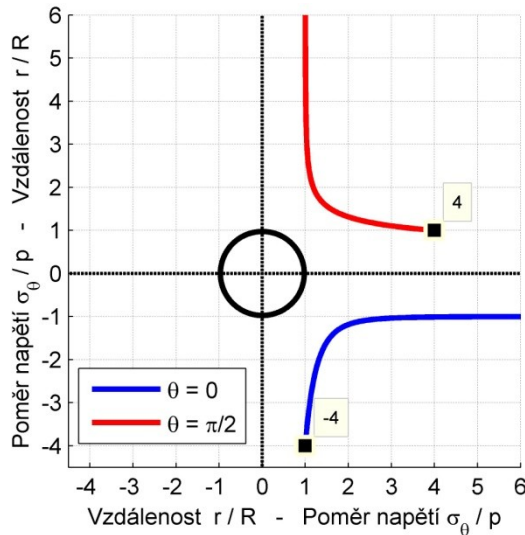 6
5
4
3
2
1
0
-1
-2
-3
-4
Poměr napětí σθ / p - Vzdálenost r / R
4
-4
θ = 0
θ = π/2
-4 -3 -2 -1 0 1 2 3 4 5 6
Vzdálenost r / R - Poměr napětí σθ / p